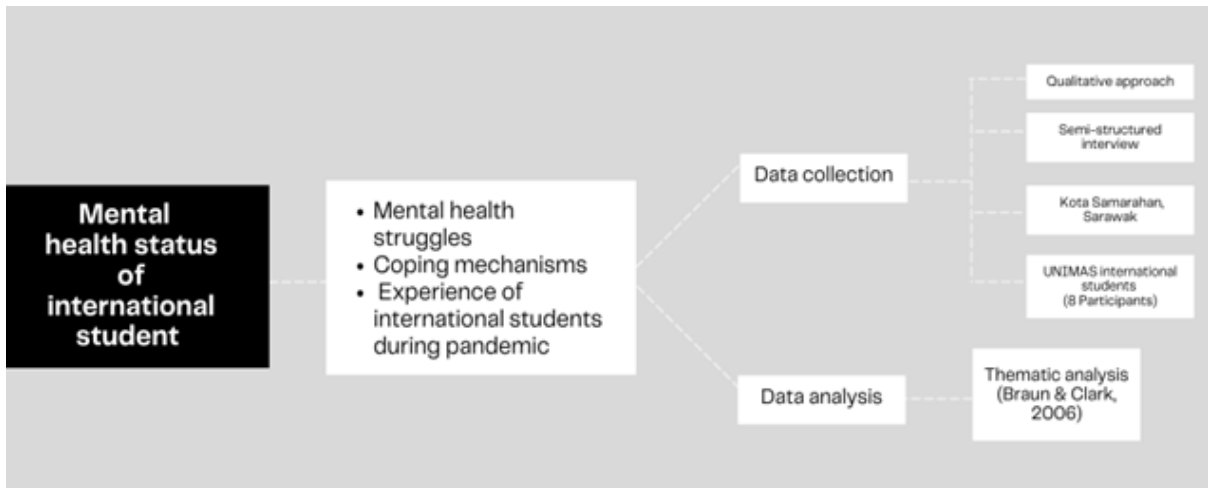 Mental
health status
of
international
student
• Mental health
struggles
• Coping mechanisms
• Experience of
international students
during pandemic
Data collection
Qualitative approach
Semi-structured
interview
Kota Samarahan,
Sarawak
UNIMAS international
students
(8 Participants)
Data analysis
Thematic analysis
(Braun & Clark,
2006)